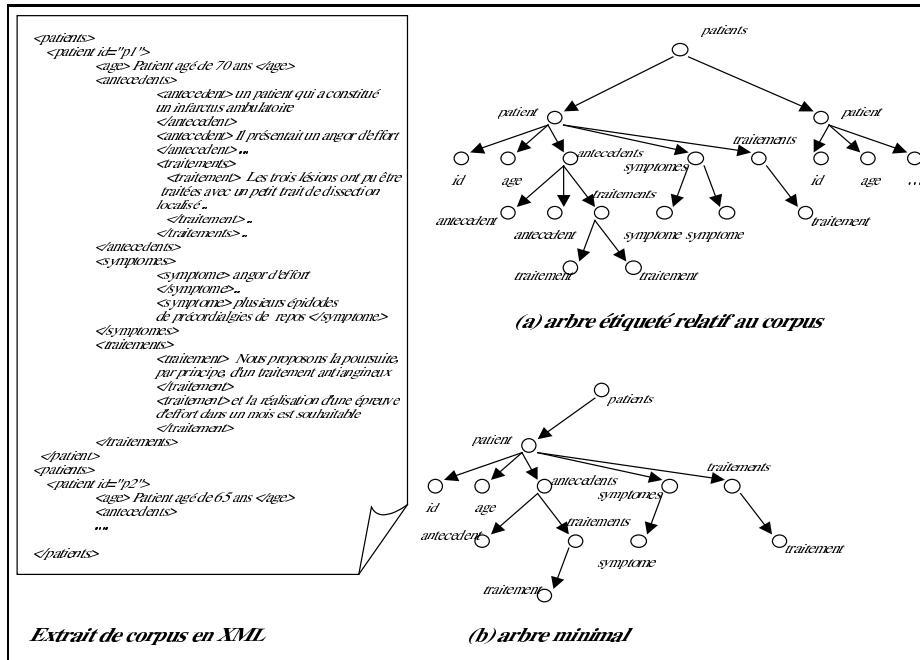 <patients>
<patient id="p1">
<age> Patient agé de 70 ans </age>
<antecedents>
<antecedent> un patient qui a constitué
un infarctus ambulatoire
</antecedent>
<antecedent> Il présentait un angor d'effort
</antecedent> ...
<traitements>
<traitement> Les trois lésions ont pu être
traitées avec un petit trait de dissection
localisé ..
</traitement> ..
</traitements> ..
</antecedents>
<symptomes>
<symptome> angor d'effort
</symptome>..
<symptome> plusieurs épidodes
de précordialgies de repos </symptome>
</symptomes>
<traitements>
<traitement> Nous proposons la poursuite,
par principe, d'un traitement antiangineux
</traitement>
<traitement> et la réalisation d'une épreuve
d'effort dans un mois est souhaitable
</traitement>
</traitements>
</patient>
<patients>
<patient id="p2">
<age> Patient agé de 65 ans </age>
<antecedents>
....
</patients>
Extrait de corpus en XML
patients
patient patient
antecedents symptomes traitements
id age id age ...
traitements
antecedent antecedent symptome symptome traitement
traitement traitement
(a) arbre étiqueté relatif au corpus
patients
patient
antecedents symptomes traitements
id age
antecedent traitements symptome traitement
traitement
(b) arbre minimal